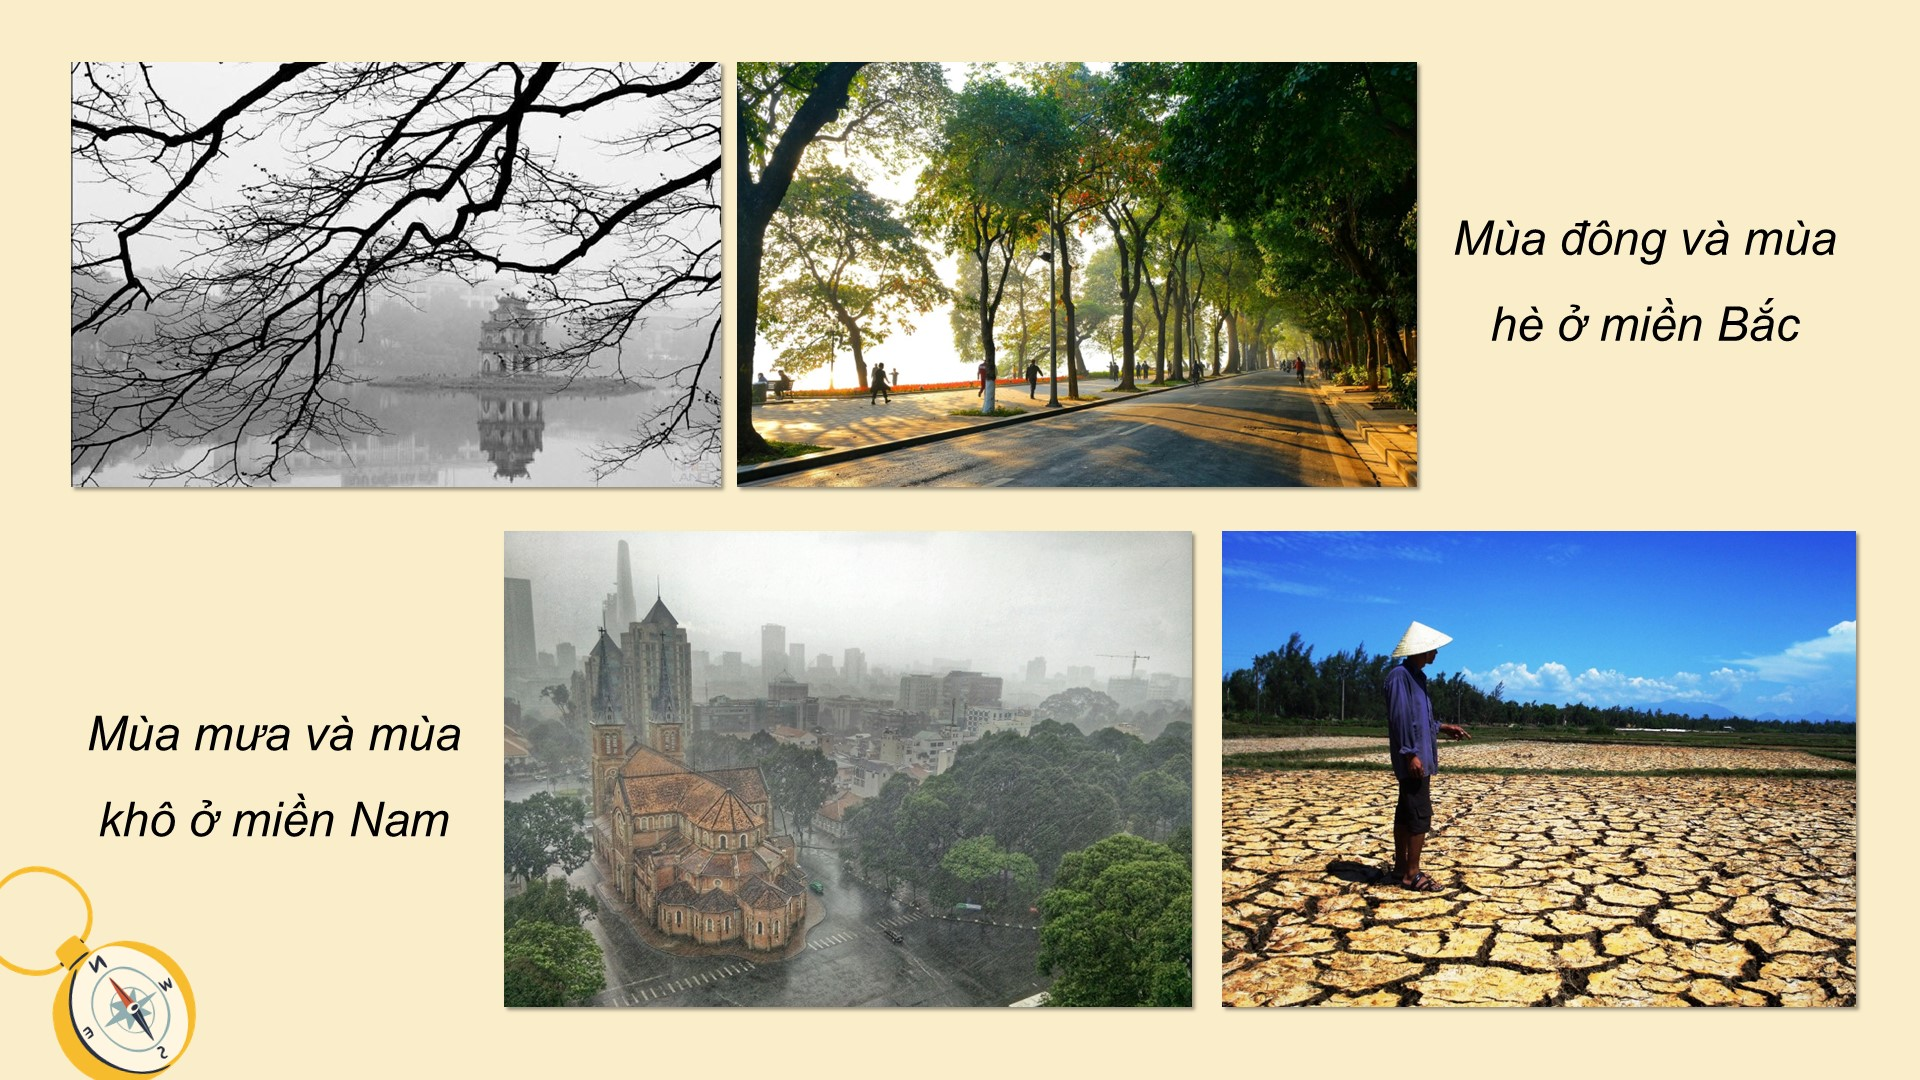 Mùa đông và mùa
hè ở miền Bắc
Mùa mưa và mùa
khô ở miền Nam
N
W
E
S